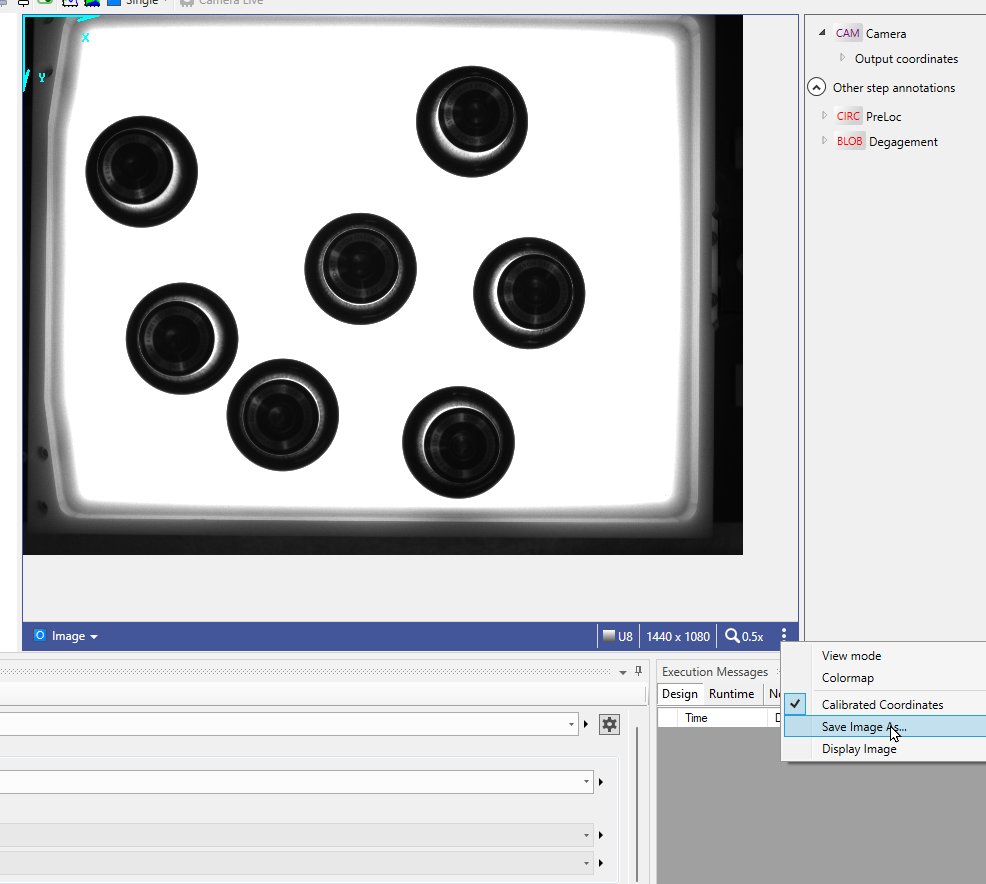 Single
Camera Live
X
Y
CAM Camera
Output coordinates
Other step annotations
CIRC PreLoc
BLOB Degagement
Image
U8
1440 x 1080
0.5x
View mode
Colormap
Calibrated Coordinates
Save Image As...
Display Image
Execution Messages
Design Runtime
Time